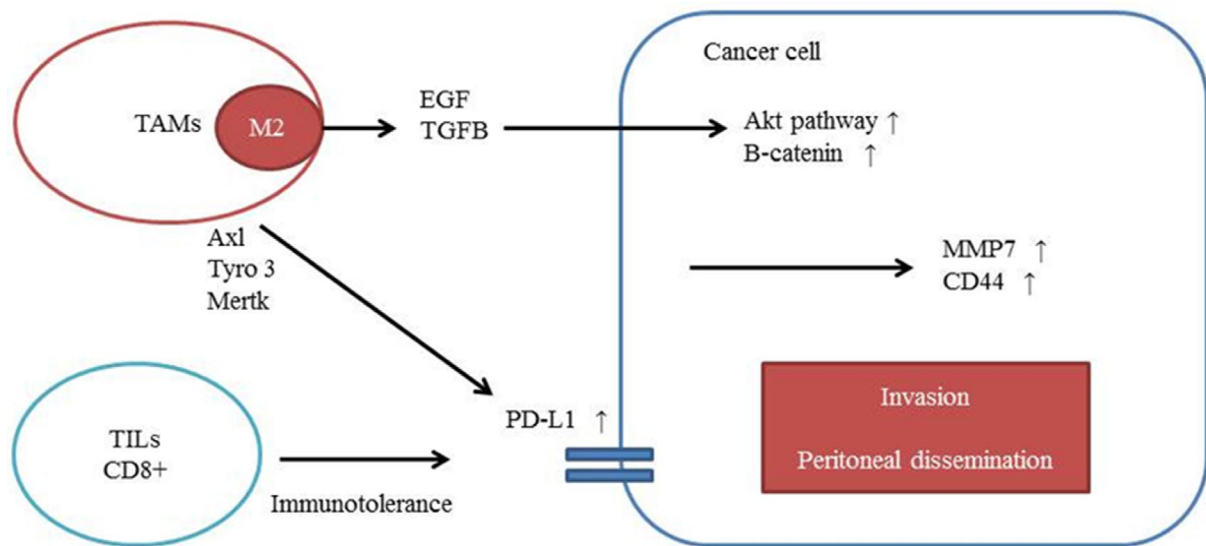 Cancer cell
TAMs
M2
EGF
TGFB
Akt pathway ↑
B-catenin ↑
Axl
Tyro 3
Mertk
MMP7 ↑
CD44 ↑
PD-L1 ↑
TILs
CD8+
Immunotolerance
Invasion
Peritoneal dissemination